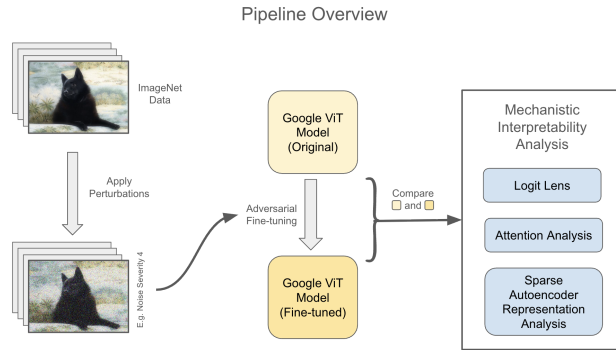 Pipeline Overview
ImageNet
Data
Apply
Perturbations
E.g. Noise Severity 4
Google ViT
Model
(Original)
Adversarial
Fine-tuning
Google ViT
Model
(Fine-tuned)
Compare
and
Mechanistic
Interpretability
Analysis
Logit Lens
Attention Analysis
Sparse
Autoencoder
Representation
Analysis